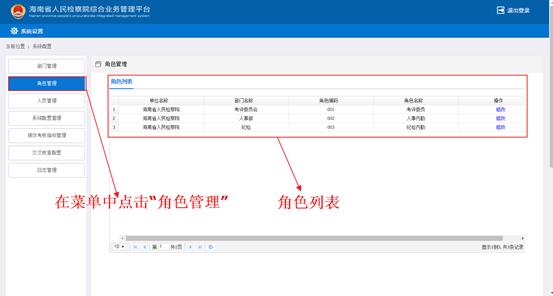 海南省人民检察院综合业务管理平台
Hainan province people's procuratorate integrated management system
退出登录
系统设置
当前位置： 系统配置
部门管理
角色管理
人员管理
系统配置管理
绩效考核指标管理
交叉核查配置
日志管理
角色管理
角色列表
单位名称 部门名称 角色编码 角色名称 操作
1 海南省人民检察院 考评委员会 001 考评委员 修改
2 海南省人民检察院 人事部 002 人事内勤 修改
3 海南省人民检察院 纪检 003 纪检内勤 修改
在菜单中点击“角色管理”
角色列表
10 第 1 共1页
显示1到3, 共3条记录